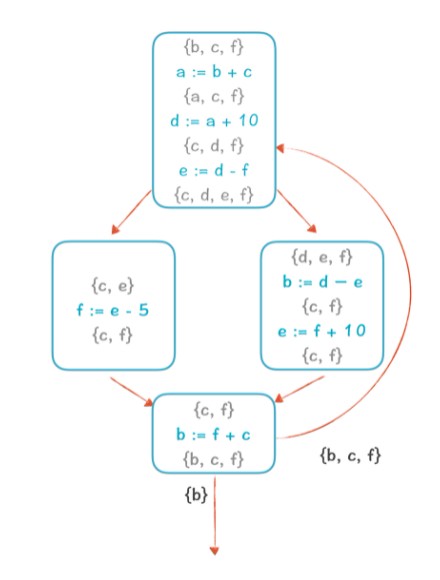 {b, c, f}
a := b + c
{a, c, f}
d := a + 10
{c, d, f}
e := d - f
{c, d, e, f}
{c, e}
f := e - 5
{c, f}
{d, e, f}
b := d − e
{c, f}
e := f + 10
{c, f}
{c, f}
b := f + c
{b, c, f}
{b, c, f}
{b}